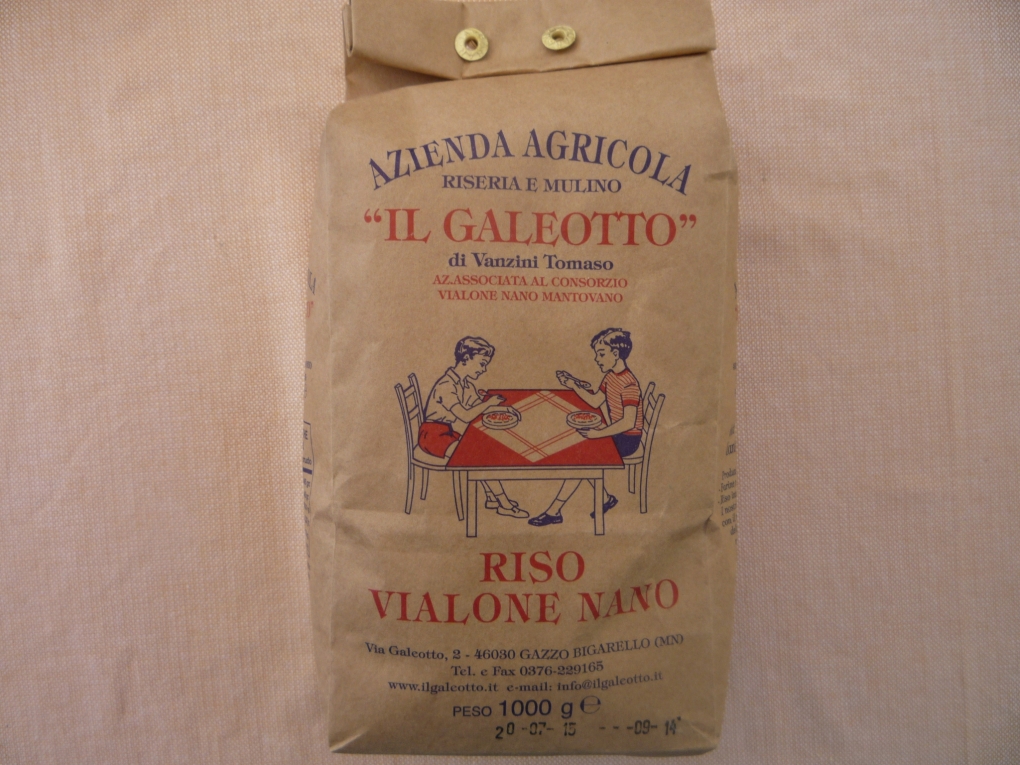 AZIENDA AGRICOLA
RISERIA E MULINO
“IL GALEOTTO”
di Vanzini Tomaso
AZ.ASSOCIATA AL CONSORZIO
VIALONE NANO MANTOVANO
RISO
VIALONE NANO
Via Galeotto, 2 - 46030 GAZZO BIGARELLO (MN)
Tel. e Fax 0376-229165
www.ilgaleotto.it e-mail: info@ilgaleotto.it
PESO 1000 g ℮
20-07-15 - - -09-14*